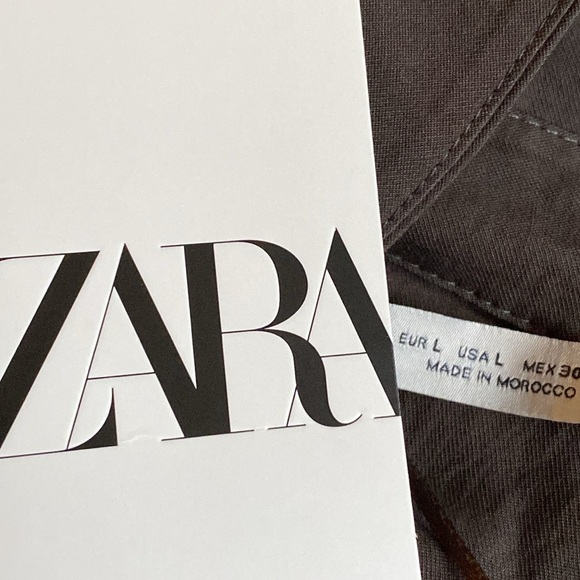 ZARA
EUR L USA L MEX 30
MADE IN MOROCCO